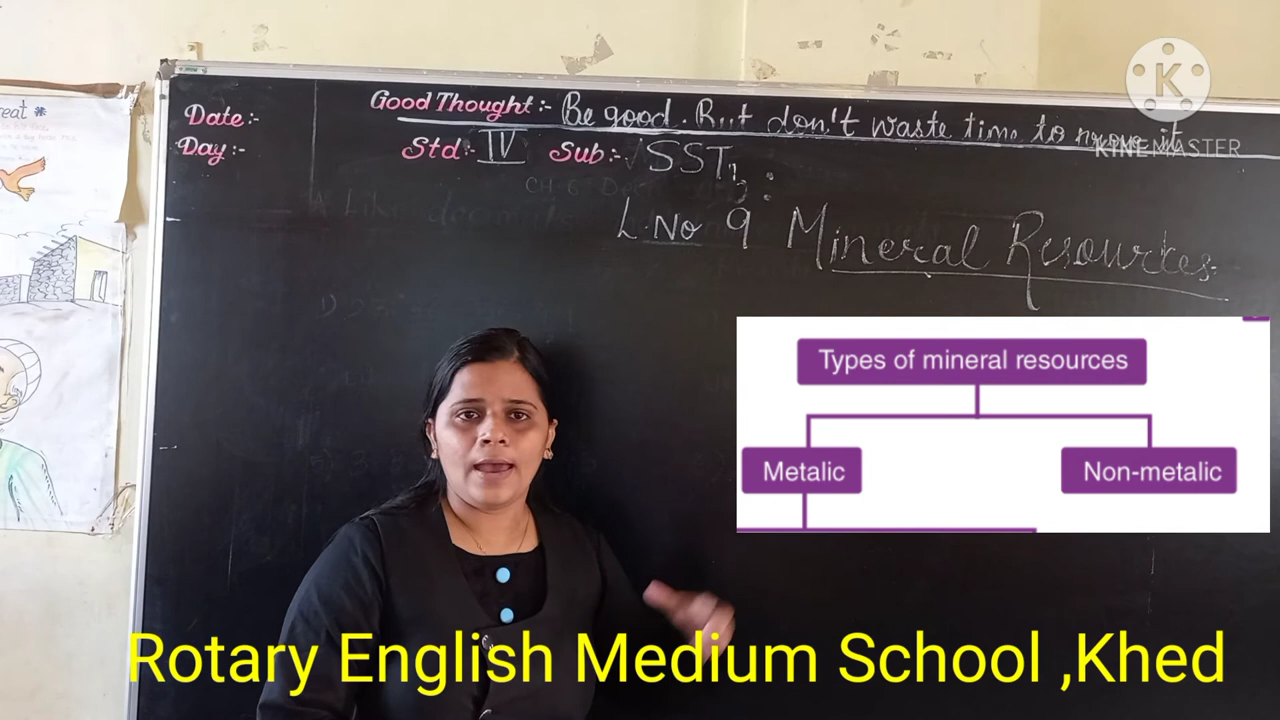 Date:-
Good Thought:- Be good. But don't waste time to prove it
Day:-
Std:- IV Sub:- SST
L.No 9 Mineral Resources.
KINEMASTER
K
Types of mineral resources
Metalic
Non-metalic
Rotary English Medium School ,Khed